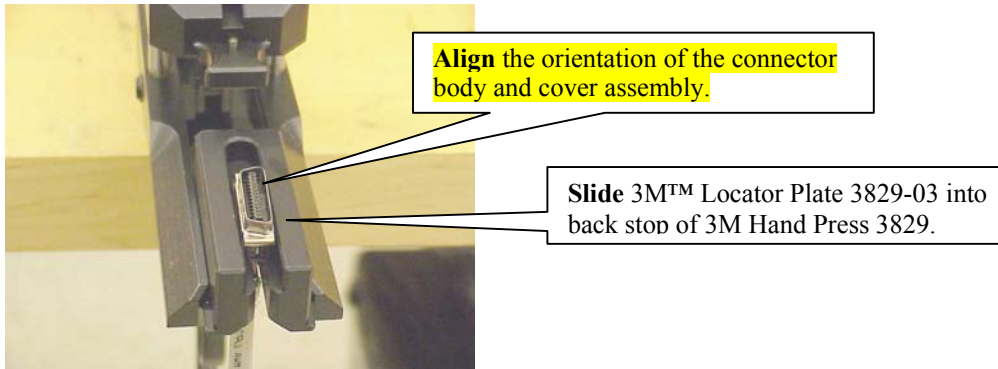 Align the orientation of the connector
body and cover assembly.
Slide 3M™ Locator Plate 3829-03 into
back stop of 3M Hand Press 3829.